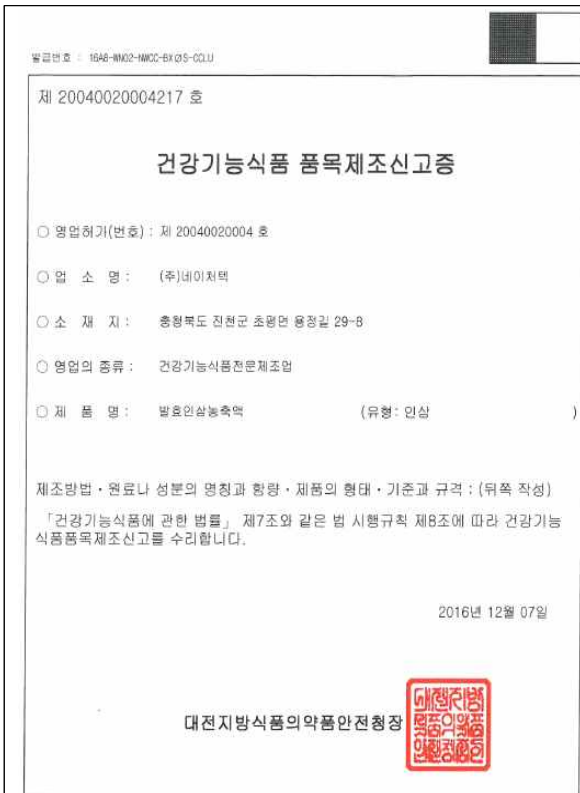 발급번호 : 16A8-WN02-NWCC-BXØS-CCLU
제 20040020004217 호
건강기능식품 품목제조신고증
○ 영업허가(번호) : 제 20040020004 호
○ 업 소 명 : (주)네이처텍
○ 소 재 지 : 충청북도 진천군 초평면 용정길 29-8
○ 영업의 종류 : 건강기능식품전문제조업
○ 제 품 명 : 발효인삼농축액 (유형: 인삼 )
제조방법・원료나 성분의 명칭과 함량・제품의 형태・기준과 규격 : (뒤쪽 작성)
「건강기능식품에 관한 법률」 제7조와 같은 법 시행규칙 제8조에 따라 건강기능
식품품목제조신고를 수리합니다.
2016년 12월 07일
대전지방식품의약품안전청장